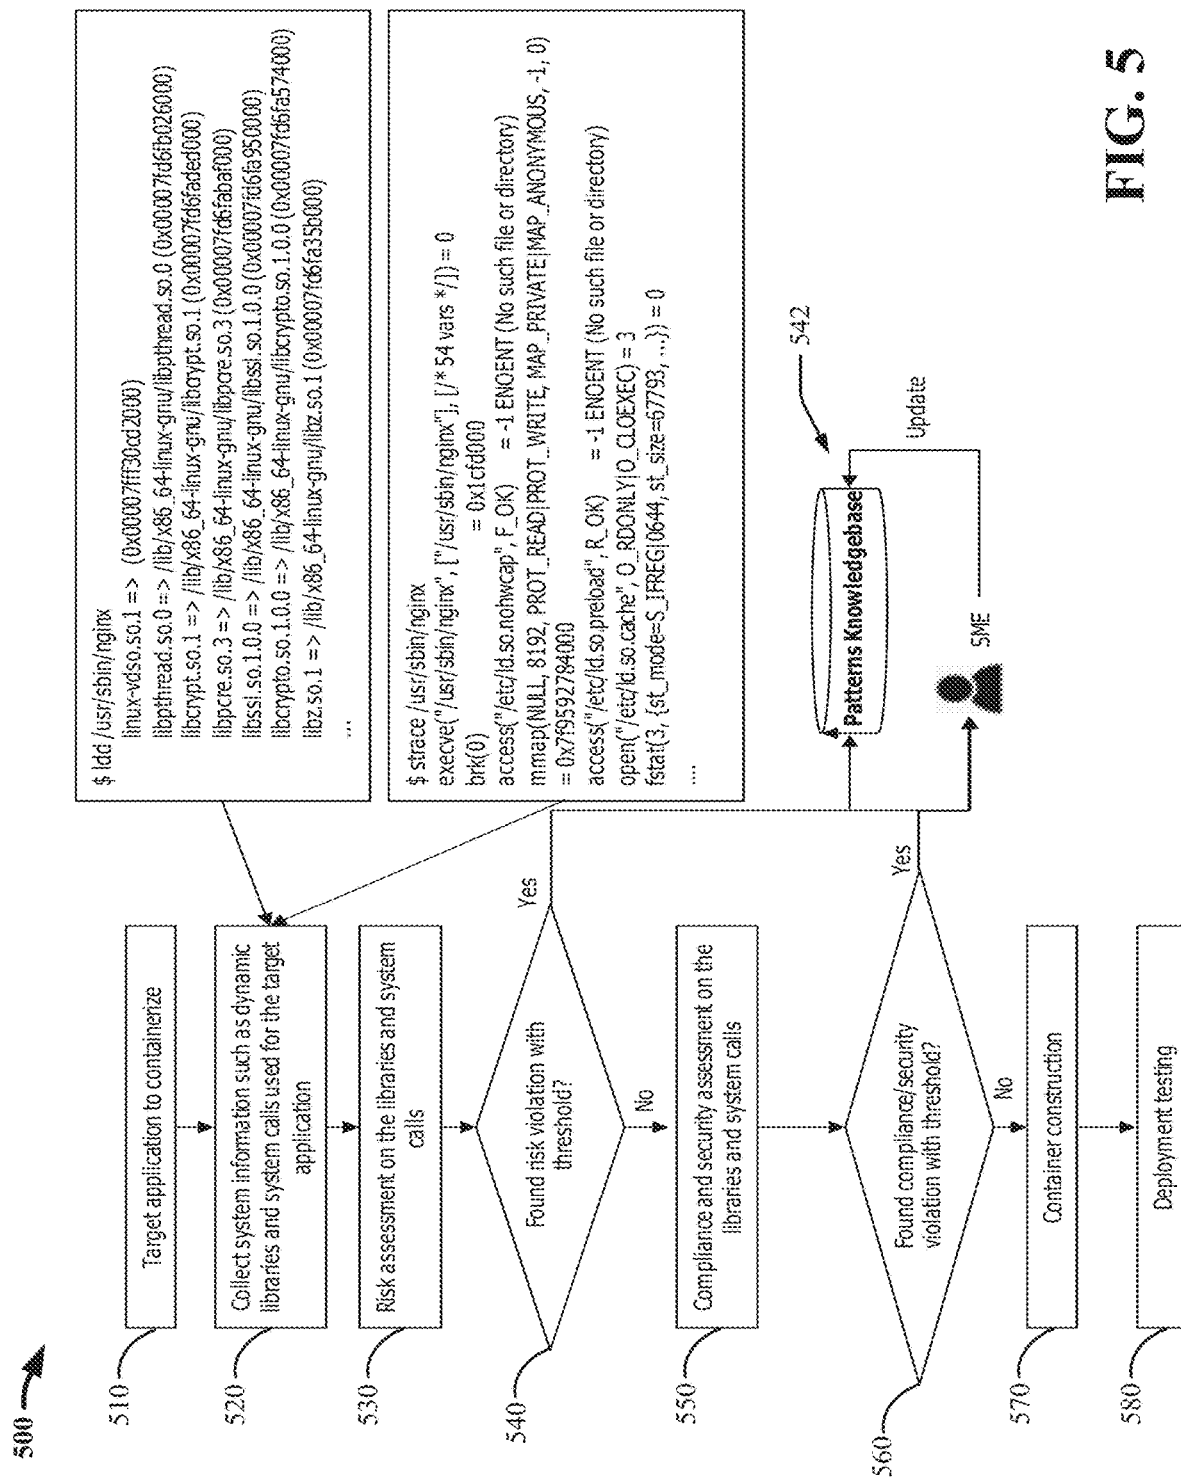 500
510
Target application to containerize
520
Collect system information such as dynamic
libraries and system calls used for the target
application
530
Risk assessment on the libraries and system
calls
540
Found risk violation with
threshold?
Yes
No
550
Compliance and security assessment on the
libraries and system calls
560
Found compliance/security
violation with threshold?
Yes
No
570
Container construction
580
Deployment testing
$ ldd /usr/sbin/nginx
linux-vdso.so.1 => (0x00007fff30cd2000)
libpthread.so.0 => /lib/x86_64-linux-gnu/libpthread.so.0 (0x00007fd6fb026000)
libcrypt.so.1 => /lib/x86_64-linux-gnu/libcrypt.so.1 (0x00007fd6faded000)
libpcre.so.3 => /lib/x86_64-linux-gnu/libpcre.so.3 (0x00007fd6fabaf000)
libssl.so.1.0.0 => /lib/x86_64-linux-gnu/libssl.so.1.0.0 (0x00007fd6fa950000)
libcrypto.so.1.0.0 => /lib/x86_64-linux-gnu/libcrypto.so.1.0.0 (0x00007fd6fa574000)
libz.so.1 => /lib/x86_64-linux-gnu/libz.so.1 (0x00007fd6fa35b000)
...
$ strace /usr/sbin/nginx
execve("/usr/sbin/nginx", ["/usr/sbin/nginx"], [/* 54 vars */]) = 0
brk(0) = 0x1cfd000
access("/etc/ld.so.nohwcap", F_OK) = -1 ENOENT (No such file or directory)
mmap(NULL, 8192, PROT_READ|PROT_WRITE, MAP_PRIVATE|MAP_ANONYMOUS, -1, 0)
= 0x7f9592784000
access("/etc/ld.so.preload", R_OK) = -1 ENOENT (No such file or directory)
open("/etc/ld.so.cache", O_RDONLY|O_CLOEXEC) = 3
fstat(3, {st_mode=S_IFREG|0644, st_size=67793, ...}) = 0
....
542
Patterns Knowledgebase
Update
SME
FIG. 5